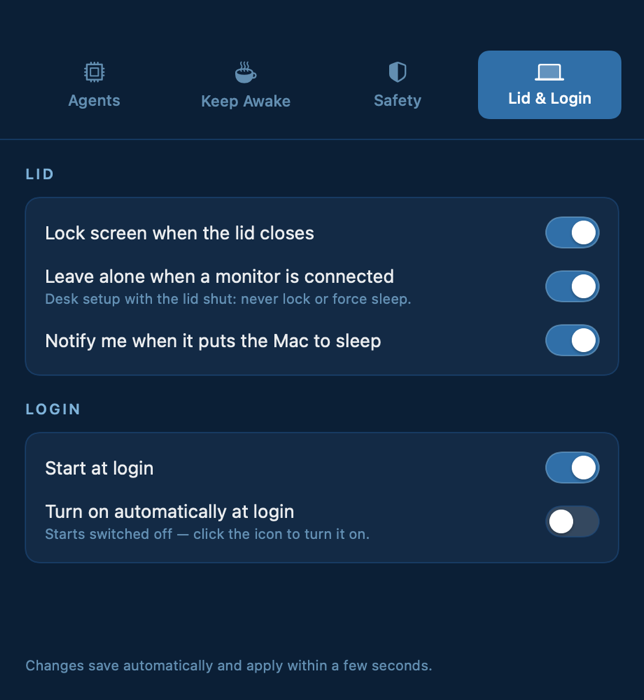 Agents
Keep Awake
Safety
Lid & Login
LID
Lock screen when the lid closes
Leave alone when a monitor is connected
Desk setup with the lid shut: never lock or force sleep.
Notify me when it puts the Mac to sleep
LOGIN
Start at login
Turn on automatically at login
Starts switched off — click the icon to turn it on.
Changes save automatically and apply within a few seconds.